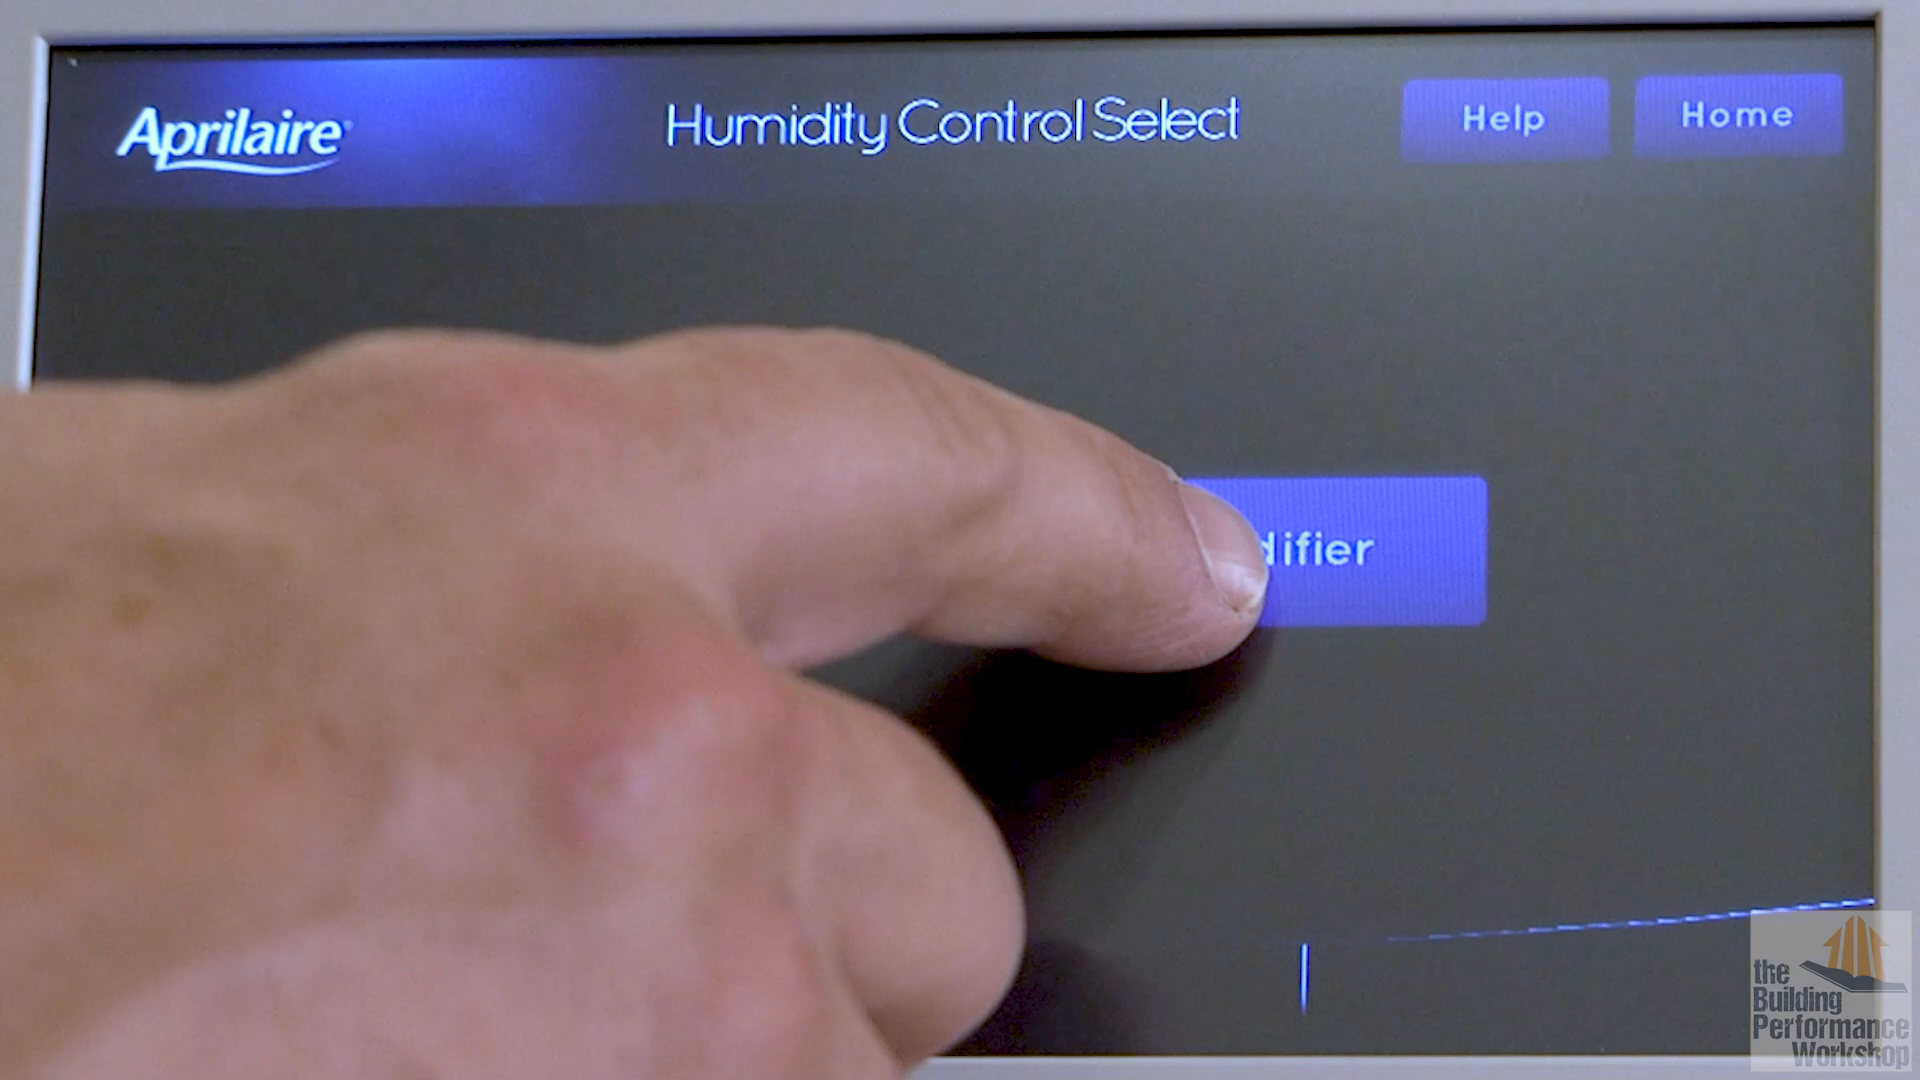 Aprilaire
Humidity Control Select
Help
Home
difier
the
Building
Performance
Workshop